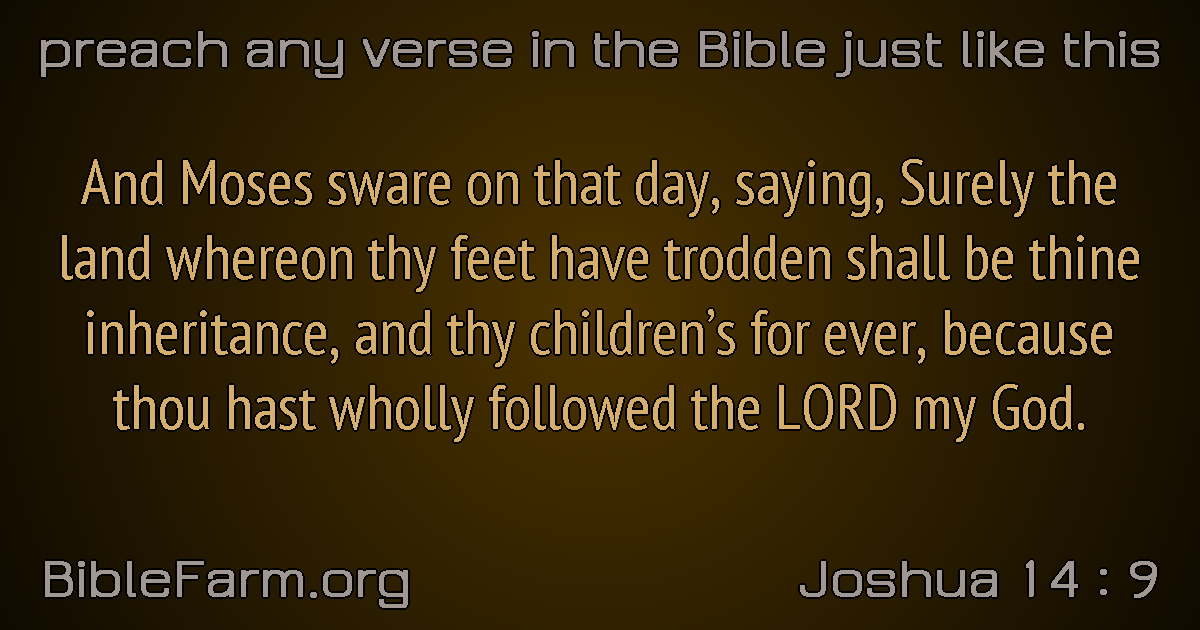 preach any verse in the Bible just like this
And Moses sware on that day, saying, Surely the
land whereon thy feet have trodden shall be thine
inheritance, and thy children’s for ever, because
thou hast wholly followed the LORD my God.
BibleFarm.org
Joshua 14 : 9